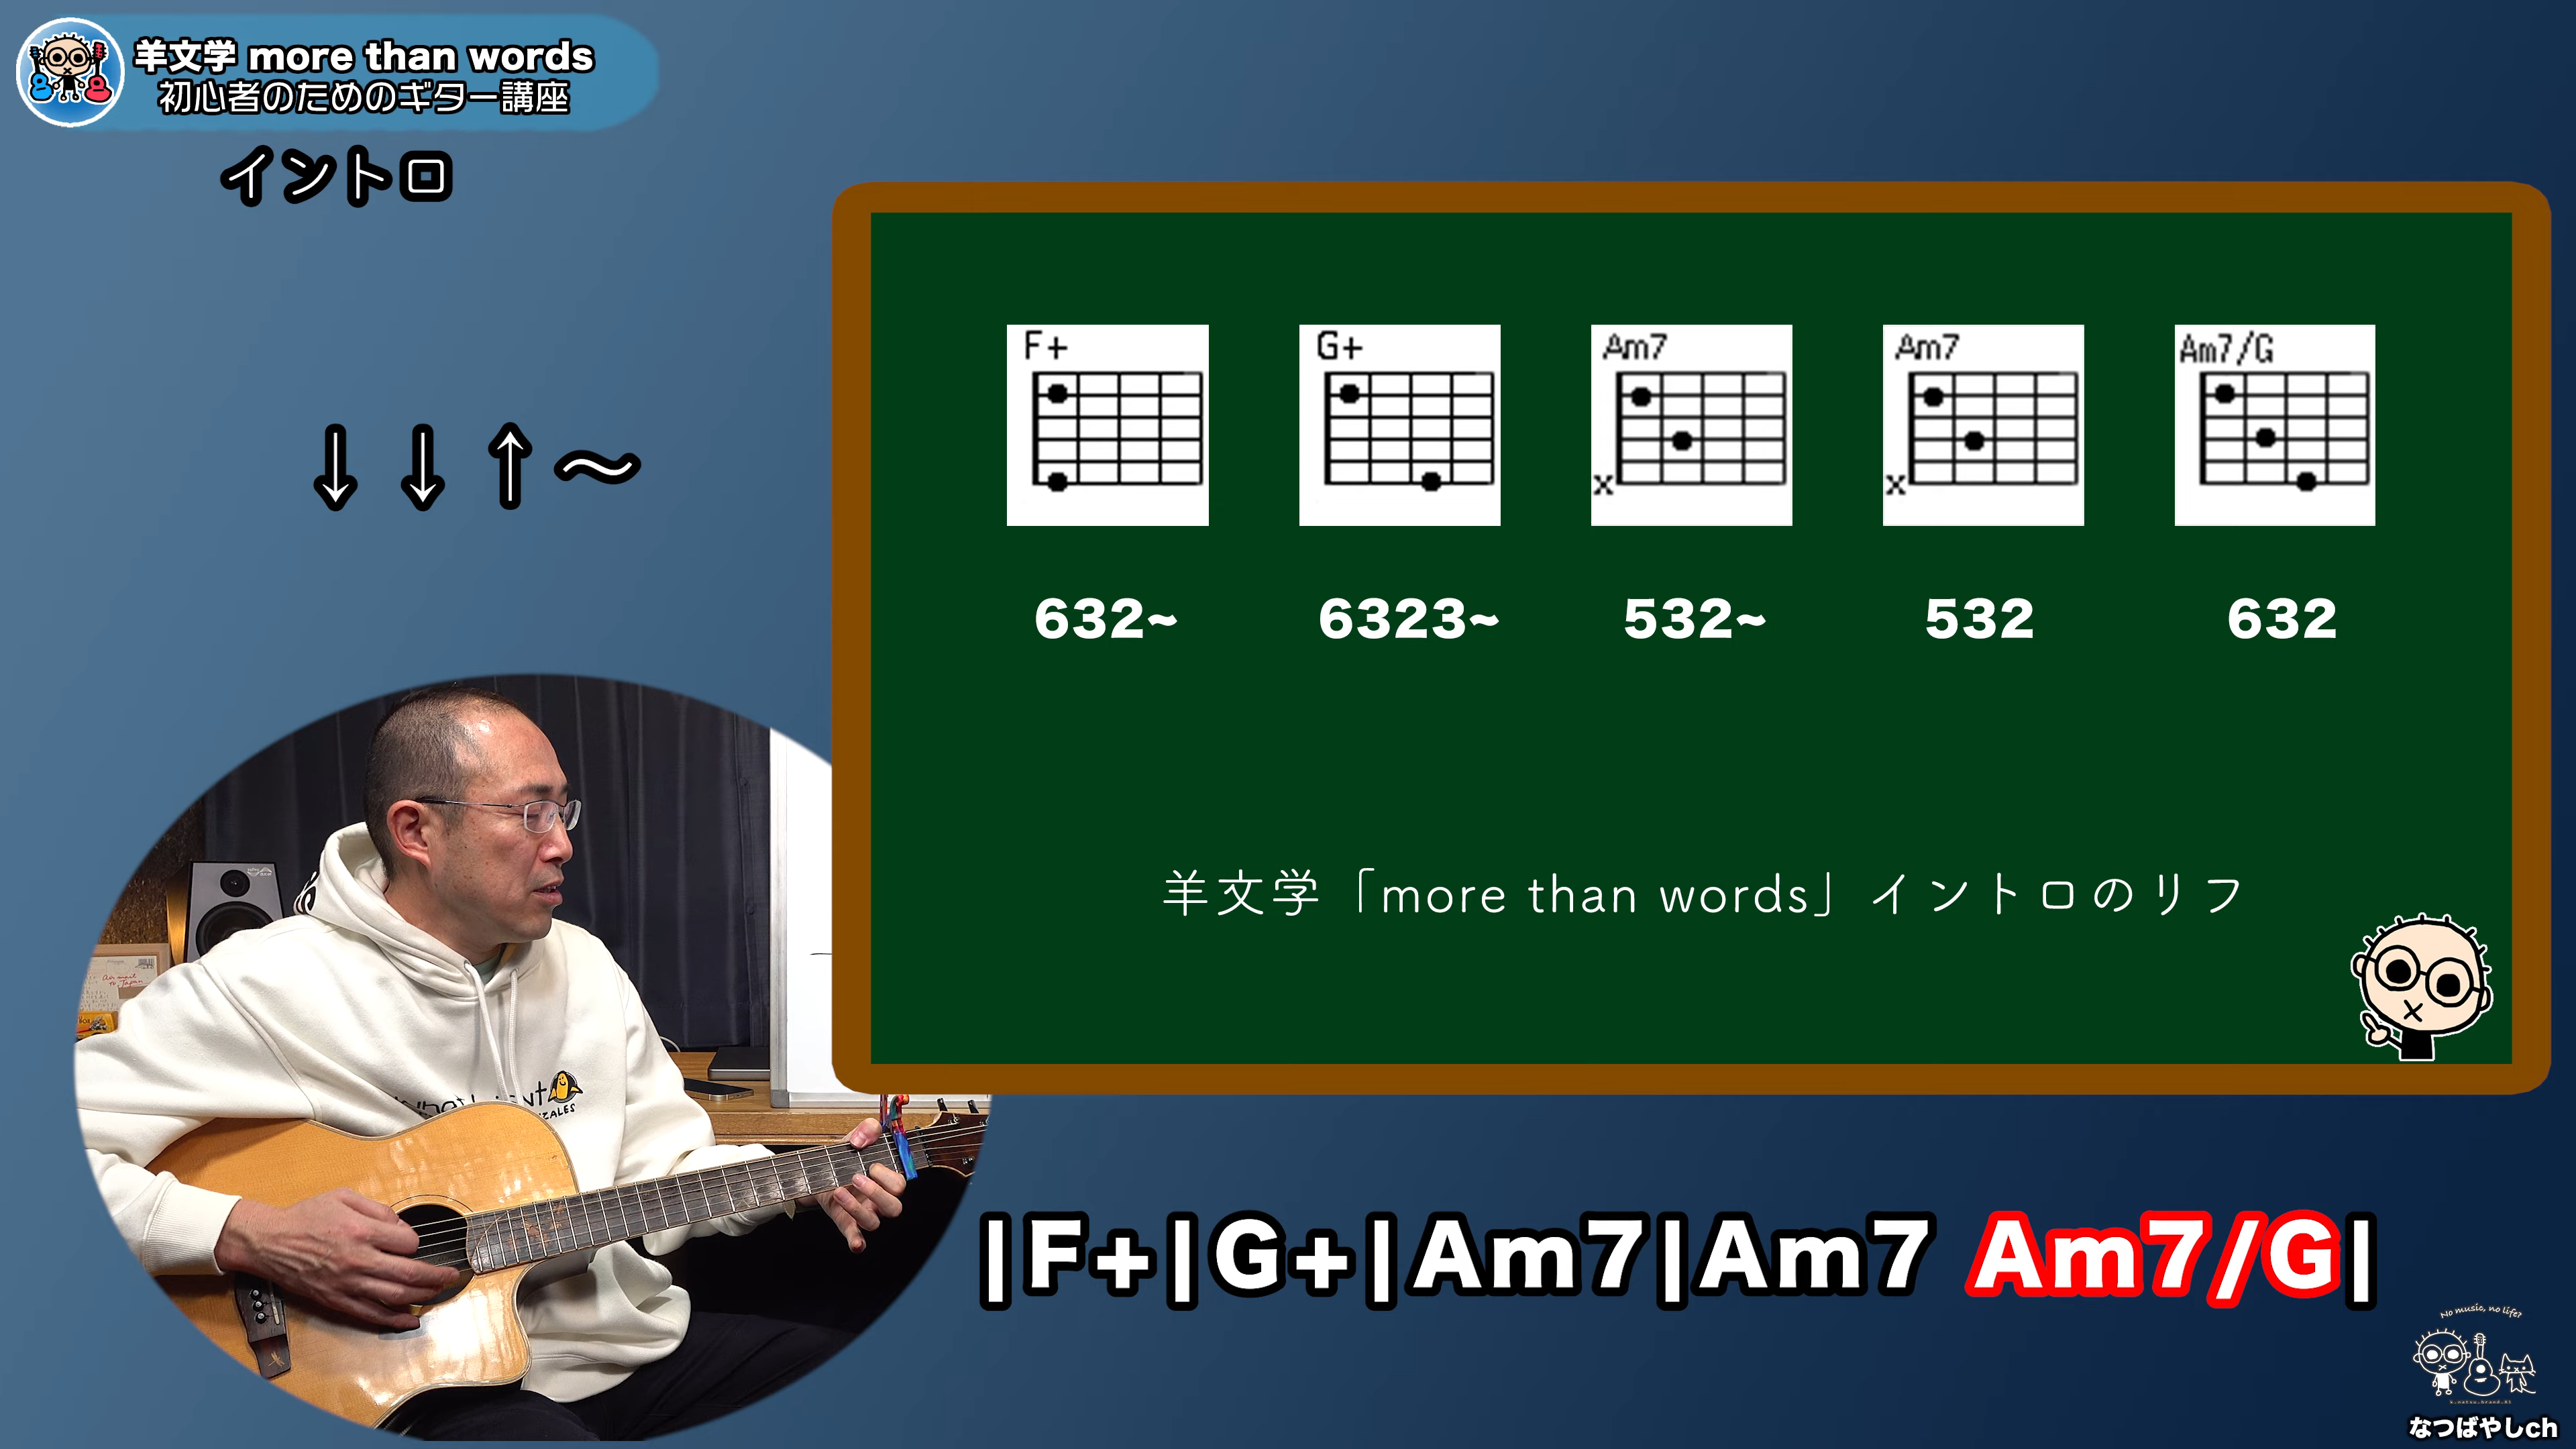 羊文学 more than words
初心者のためのギター講座
イントロ
↓ ↓ ↑ ～
F+ G+ Am7 Am7 Am7/G
x x
632~ 6323~ 532~ 532 632
羊文学「more than words」イントロのリフ
|F+|G+|Am7|Am7 Am7/G|
No music, no life?
なつばやしch